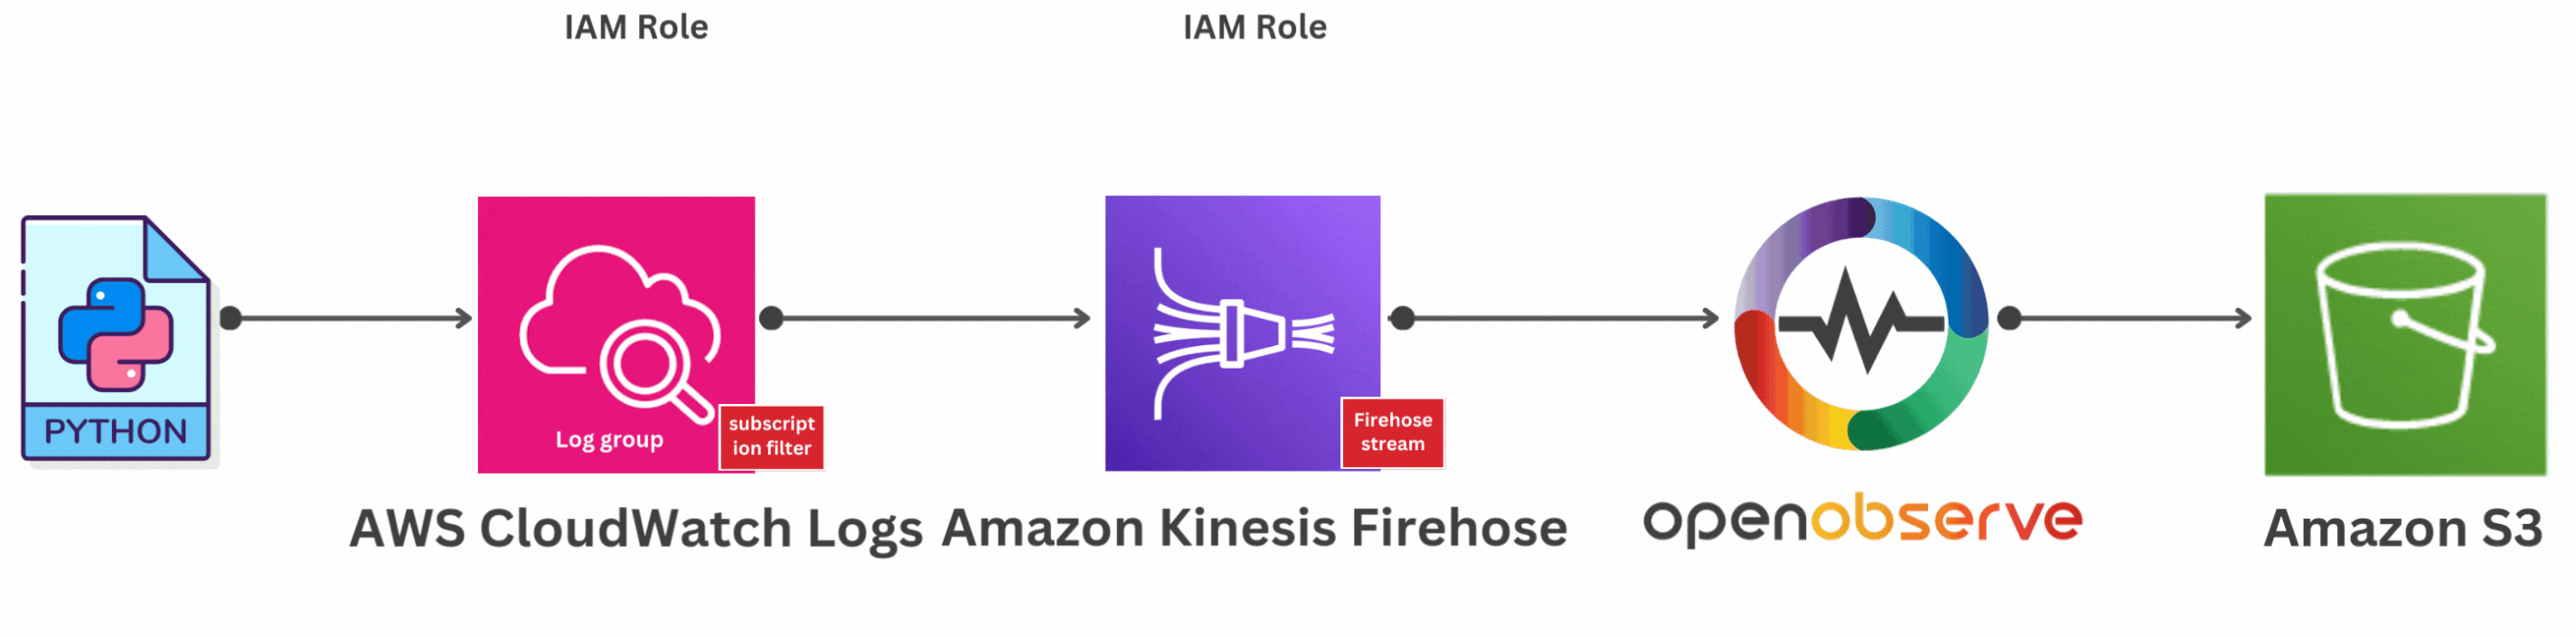 IAM Role
IAM Role
PYTHON
Log group
subscript
ion filter
Firehose
stream
AWS CloudWatch Logs
Amazon Kinesis Firehose
openobserve
Amazon S3